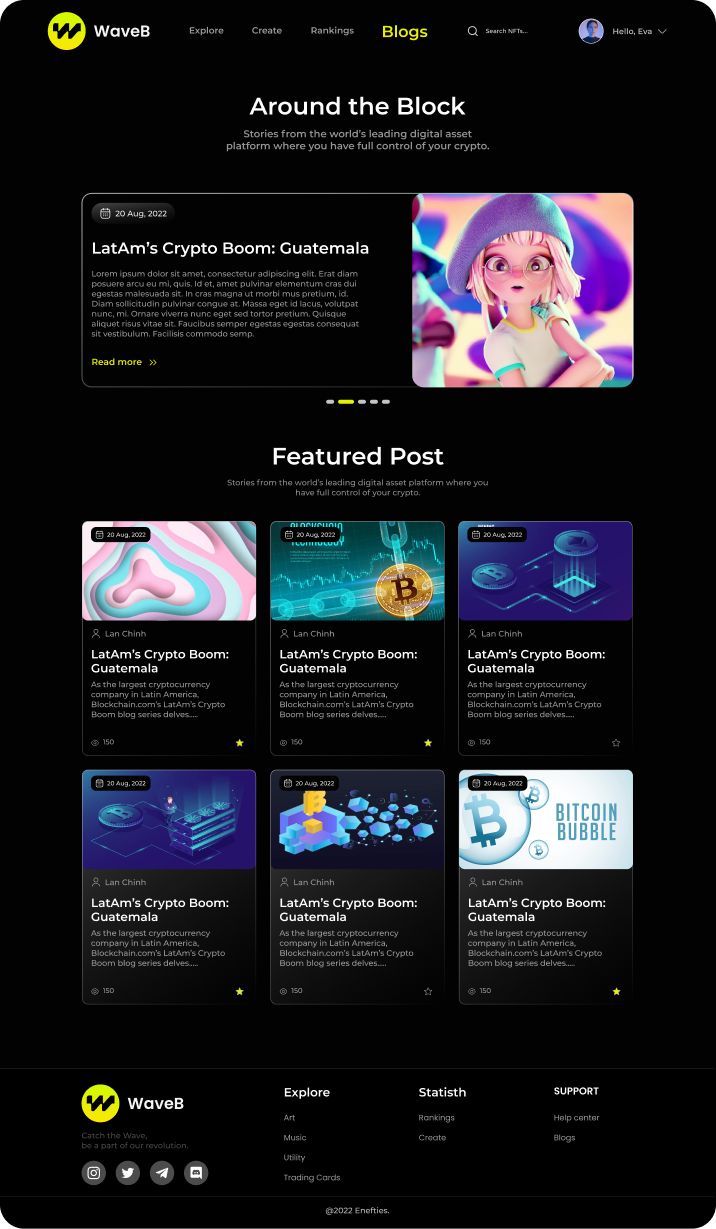 WaveB
Explore
Create
Rankings
Blogs
Search NFTs...
Hello, Eva
Around the Block
Stories from the world's leading digital asset
platform where you have full control of your crypto.
20 Aug, 2022
LatAm's Crypto Boom: Guatemala
Lorem ipsum dolor sit amet, consectetur adipiscing elit. Erat diam
posuere arcu eu mi, quis. Id et, amet pulvinar elementum cras dui
egestas malesuada sit. In cras magna ut morbi mus pretium, id.
Diam sollicitudin pulvinar congue at. Massa eget id lacus, volutpat
nunc, mi. Ornare viverra nunc eget sed tortor pretium. Quisque
aliquet risus vitae sit. Faucibus semper egestas egestas consequat
sit vestibulum. Facilisis commodo semp.
Read more
Featured Post
Stories from the world's leading digital asset platform where you
have full control of your crypto.
20 Aug, 2022
Lan Chinh
LatAm's Crypto Boom:
Guatemala
As the largest cryptocurrency
company in Latin America,
Blockchain.com's LatAm's Crypto
Boom blog series delves.....
150
BLOCKCHAIN
TECHNOLOGY
20 Aug, 2022
Lan Chinh
LatAm's Crypto Boom:
Guatemala
As the largest cryptocurrency
company in Latin America,
Blockchain.com's LatAm's Crypto
Boom blog series delves.....
150
20 Aug, 2022
Lan Chinh
LatAm's Crypto Boom:
Guatemala
As the largest cryptocurrency
company in Latin America,
Blockchain.com's LatAm's Crypto
Boom blog series delves.....
150
20 Aug, 2022
Lan Chinh
LatAm's Crypto Boom:
Guatemala
As the largest cryptocurrency
company in Latin America,
Blockchain.com's LatAm's Crypto
Boom blog series delves.....
150
20 Aug, 2022
Lan Chinh
LatAm's Crypto Boom:
Guatemala
As the largest cryptocurrency
company in Latin America,
Blockchain.com's LatAm's Crypto
Boom blog series delves.....
150
20 Aug, 2022
BITCOIN
BUBBLE
Lan Chinh
LatAm's Crypto Boom:
Guatemala
As the largest cryptocurrency
company in Latin America,
Blockchain.com's LatAm's Crypto
Boom blog series delves.....
150
WaveB
Catch the Wave,
be a part of our revolution.
Explore
Art
Music
Utility
Trading Cards
Statisth
Rankings
Create
SUPPORT
Help center
Blogs
@2022 Enefties.